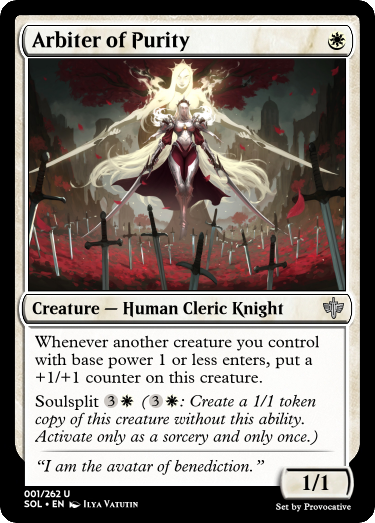 Arbiter of Purity
Creature — Human Cleric Knight
Whenever another creature you control
with base power 1 or less enters, put a
+1/+1 counter on this creature.
Soulsplit 3 (3: Create a 1/1 token
copy of this creature without this ability.
Activate only as a sorcery and only once.)
“I am the avatar of benediction.”
1/1
001/262 U
SOL • EN Ilya Vatutin
Set by Provocative